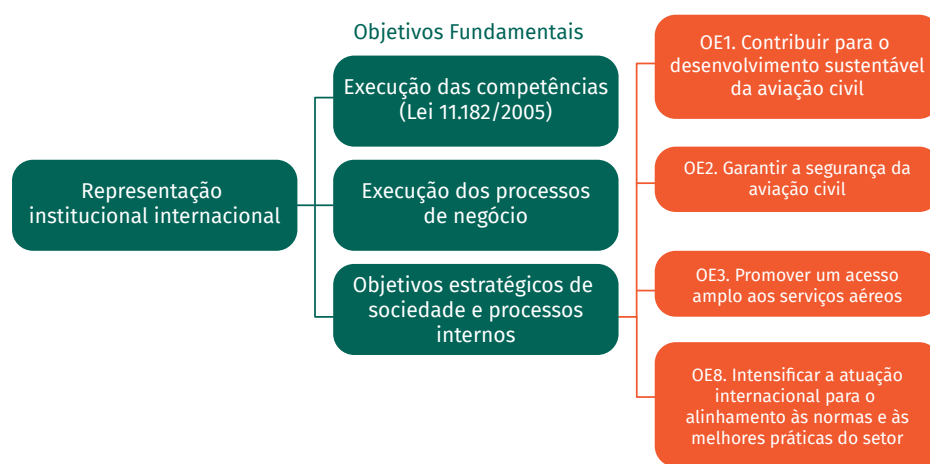 Objetivos Fundamentais
Representação
institucional internacional
Execução das competências
(Lei 11.182/2005)
Execução dos processos
de negócio
Objetivos estratégicos de
sociedade e processos
internos
OE1. Contribuir para o
desenvolvimento sustentável
da aviação civil
OE2. Garantir a segurança da
aviação civil
OE3. Promover um acesso
amplo aos serviços aéreos
OE8. Intensificar a atuação
internacional para o
alinhamento às normas e às
melhores práticas do setor